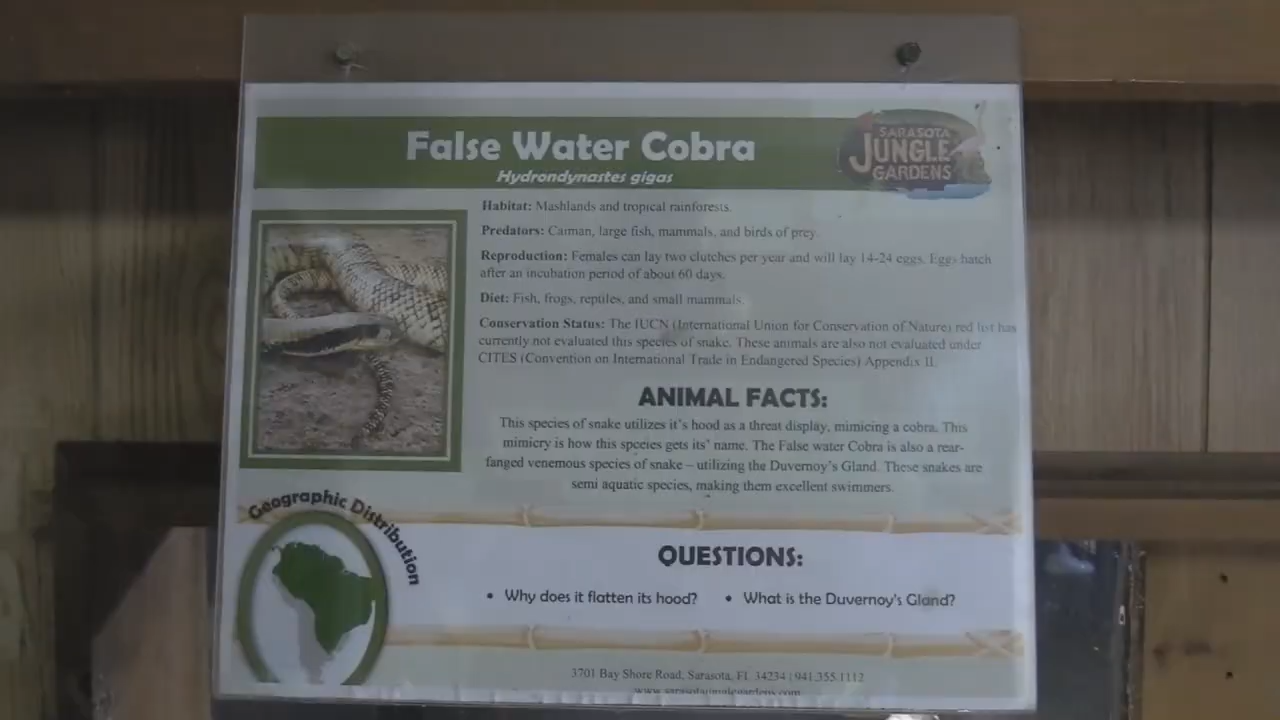 False Water Cobra
Hydrondynastes gigas
SARASOTA
JUNGLE
GARDENS
Habitat: Mashlands and tropical rainforests.
Predators: Caiman, large fish, mammals, and birds of prey.
Reproduction: Females can lay two clutches per year and will lay 14-24 eggs. Eggs hatch
after an incubation period of about 60 days.
Diet: Fish, frogs, reptiles, and small mammals.
Conservation Status: The IUCN (International Union for Conservation of Nature) red list has
currently not evaluated this species of snake. These animals are also not evaluated under
CITES (Convention on International Trade in Endangered Species) Appendix II.
ANIMAL FACTS:
This species of snake utilizes it's hood as a threat display, mimicing a cobra. This
mimicry is how this species gets its' name. The False water Cobra is also a rear-
fanged venemous species of snake – utilizing the Duvernoy's Gland. These snakes are
semi aquatic species, making them excellent swimmers.
Geographic Distribution
QUESTIONS:
• Why does it flatten its hood? • What is the Duvernoy's Gland?
3701 Bay Shore Road, Sarasota, FL 34234 | 941.355.1112
www.sarasotajunglegardens.com